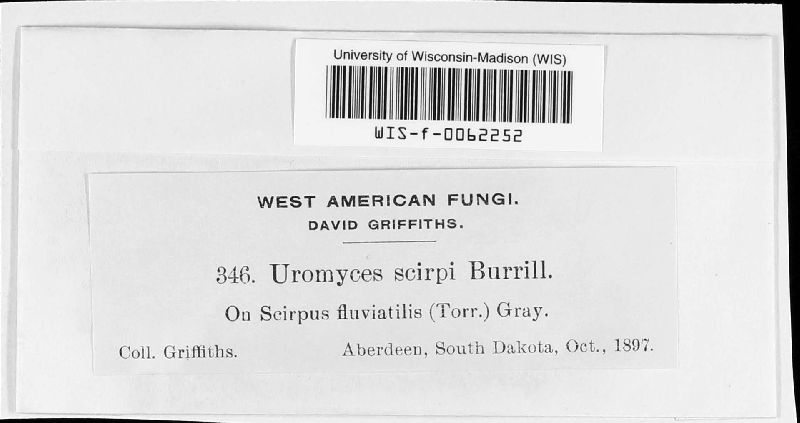 University of Wisconsin-Madison (WIS)
WIS-f-0062252
WEST AMERICAN FUNGI.
DAVID GRIFFITHS.
346. Uromyces scirpi Burrill.
On Scirpus fluviatilis (Torr.) Gray.
Coll. Griffiths. Aberdeen, South Dakota, Oct., 1897.